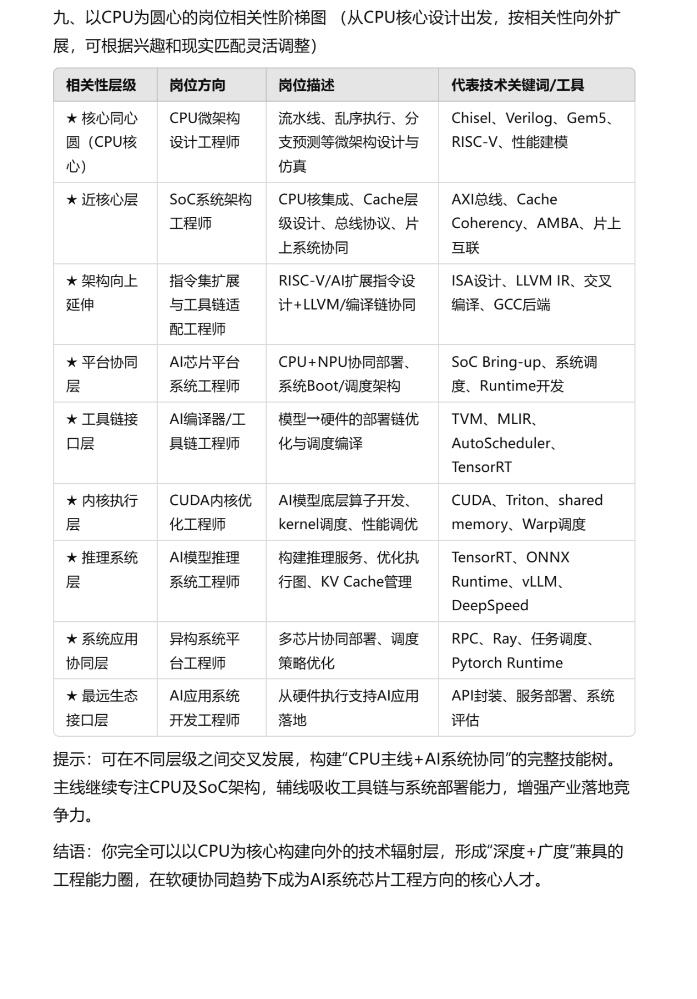 九、以CPU为圆心的岗位相关性阶梯图 （从CPU核心设计出发，按相关性向外扩
展，可根据兴趣和现实匹配灵活调整）
相关性层级 岗位方向 岗位描述 代表技术关键词/工具
★ 核心同心 CPU微架构 流水线、乱序执行、分 Chisel、Verilog、Gem5、
圆（CPU核 设计工程师 支预测等微架构设计与 RISC-V、性能建模
心） 仿真
★ 近核心层 SoC系统架构 CPU核集成、Cache层 AXI总线、Cache
工程师 级设计、总线协议、片 Coherency、AMBA、片上
上系统协同 互联
★ 架构向上 指令集扩展 RISC-V/AI扩展指令设 ISA设计、LLVM IR、交叉
延伸 与工具链适 计+LLVM/编译链协同 编译、GCC后端
配工程师
★ 平台协同 AI芯片平台 CPU+NPU协同部署、 SoC Bring-up、系统调
层 系统工程师 系统Boot/调度架构 度、Runtime开发
★ 工具链接 AI编译器/工 模型→硬件的部署链优 TVM、MLIR、
口层 具链工程师 化与调度编译 AutoScheduler、
TensorRT
★ 内核执行 CUDA内核优 AI模型底层算子开发、 CUDA、Triton、shared
层 化工程师 kernel调度、性能调优 memory、Warp调度
★ 推理系统 AI模型推理 构建推理服务、优化执 TensorRT、ONNX
层 系统工程师 行图、KV Cache管理 Runtime、vLLM、
DeepSpeed
★ 系统应用 异构系统平 多芯片协同部署、调度 RPC、Ray、任务调度、
协同层 台工程师 策略优化 Pytorch Runtime
★ 最远生态 AI应用系统 从硬件执行支持AI应用 API封装、服务部署、系统
接口层 开发工程师 落地 评估
提示：可在不同层级之间交叉发展，构建“CPU主线+AI系统协同”的完整技能树。
主线继续专注CPU及SoC架构，辅线吸收工具链与系统部署能力，增强产业落地竞
争力。
结语：你完全可以以CPU为核心构建向外的技术辐射层，形成“深度+广度”兼具的
工程能力圈，在软硬协同趋势下成为AI系统芯片工程方向的核心人才。